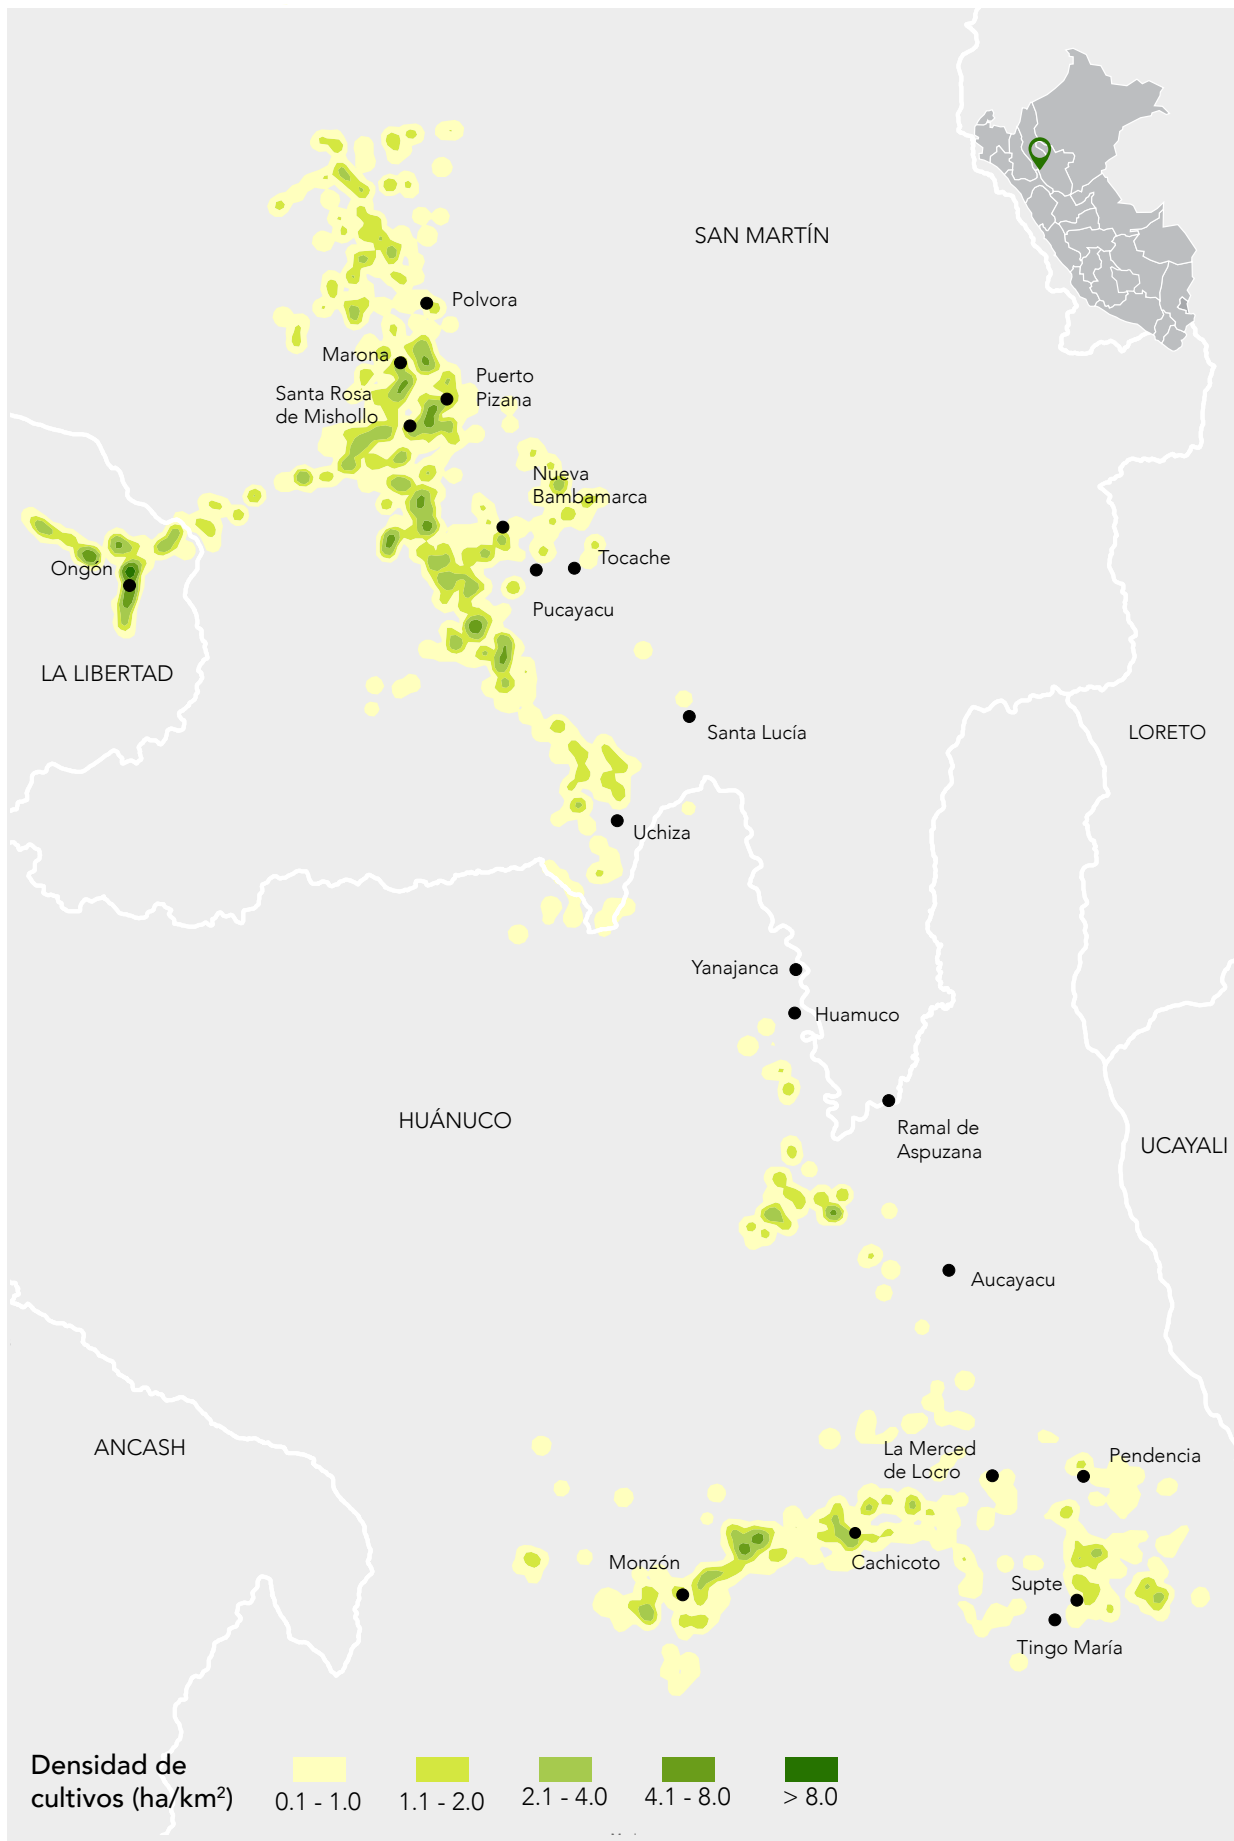 SAN MARTÍN
Polvora
Marona
Puerto
Pizana
Santa Rosa
de Mishollo
Nueva
Bambamarca
Tocache
Ongón
Pucayacu
LA LIBERTAD
Santa Lucía
LORETO
Uchiza
Yanajanca
Huamuco
HUÁNUCO
Ramal de
Aspuzana
UCAYALI
Aucayacu
ANCASH
La Merced
de Locro
Pendencia
Monzón
Cachicoto
Supte
Tingo María
Densidad de
cultivos (ha/km²)
0.1 - 1.0
1.1 - 2.0
2.1 - 4.0
4.1 - 8.0
> 8.0